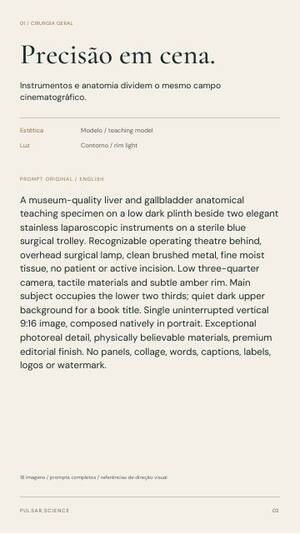 01 / CIRURGIA GERAL
Precisão em cena.
Instrumentos e anatomia dividem o mesmo campo
cinematográfico.
Estética Modelo / teaching model
Luz Contorno / rim light
PROMPT ORIGINAL / ENGLISH
A museum-quality liver and gallbladder anatomical
teaching specimen on a low dark plinth beside two elegant
stainless laparoscopic instruments on a sterile blue
surgical trolley. Recognizable operating theatre behind,
overhead surgical lamp, clean brushed metal, fine moist
tissue, no patient or active incision. Low three-quarter
camera, tactile materials and subtle amber rim. Main
subject occupies the lower two thirds; quiet dark upper
background for a book title. Single uninterrupted vertical
9:16 image, composed natively in portrait. Exceptional
photoreal detail, physically believable materials, premium
editorial finish. No panels, collage, words, captions, labels,
logos or watermark.
18 imagens / prompts completos / referências de direção visual
PULSAR.SCIENCE 02